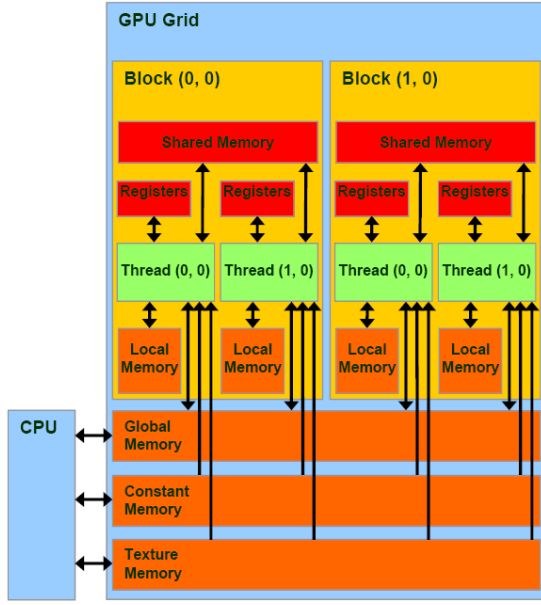 GPU Grid
Block (0, 0)
Block (1, 0)
Shared Memory
Shared Memory
Registers
Registers
Registers
Registers
Thread (0, 0)
Thread (1, 0)
Thread (0, 0)
Thread (1, 0)
Local
Memory
Local
Memory
Local
Memory
Local
Memory
CPU
Global
Memory
Constant
Memory
Texture
Memory